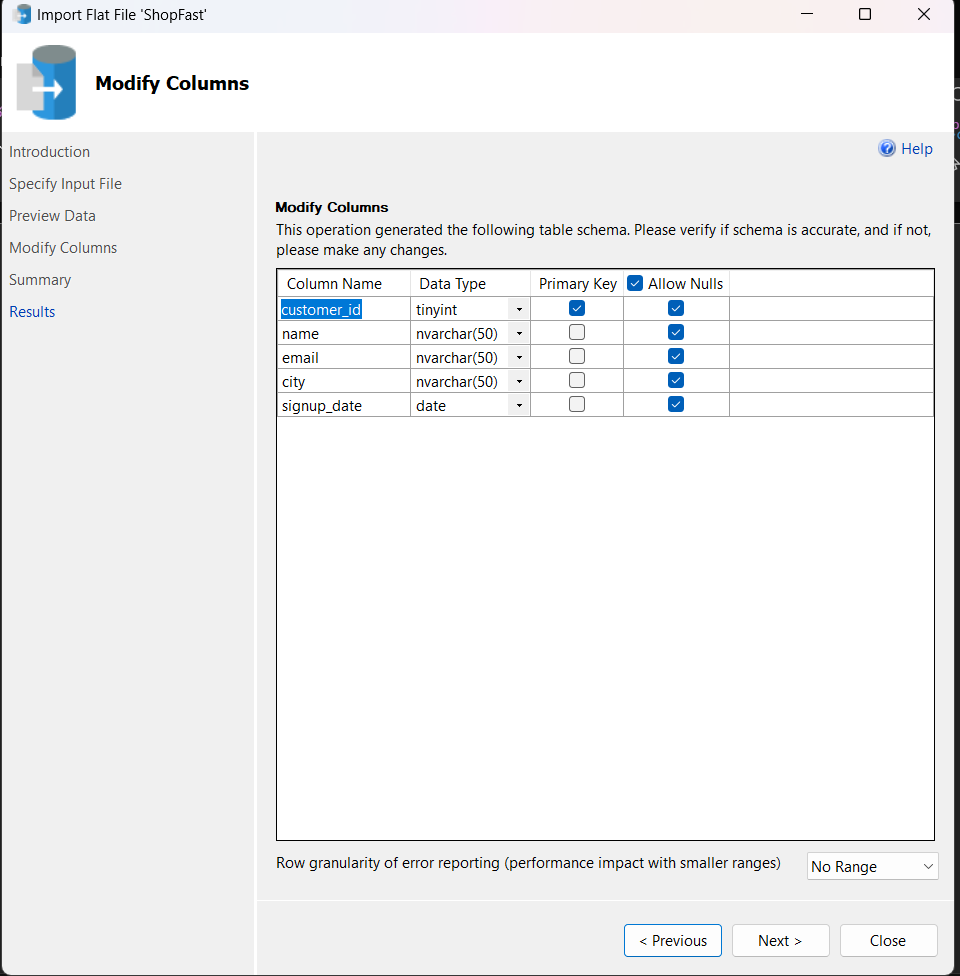 Import Flat File 'ShopFast'
Modify Columns
Introduction
Specify Input File
Preview Data
Modify Columns
Summary
Results
Help
Modify Columns
This operation generated the following table schema. Please verify if schema is accurate, and if not,
please make any changes.
Column Name Data Type Primary Key Allow Nulls
customer_id tinyint
name nvarchar(50)
email nvarchar(50)
city nvarchar(50)
signup_date date
Row granularity of error reporting (performance impact with smaller ranges) No Range
< Previous Next > Close